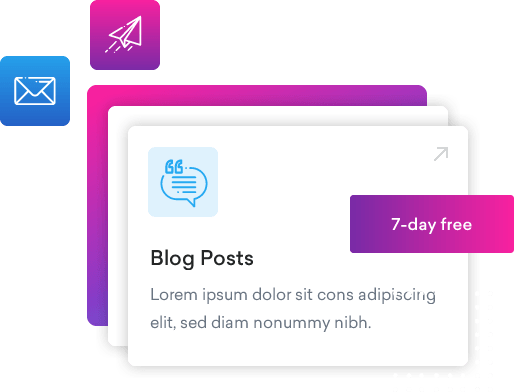 7-day free
Blog Posts
Lorem ipsum dolor sit cons adipiscing
elit, sed diam nonummy nibh.